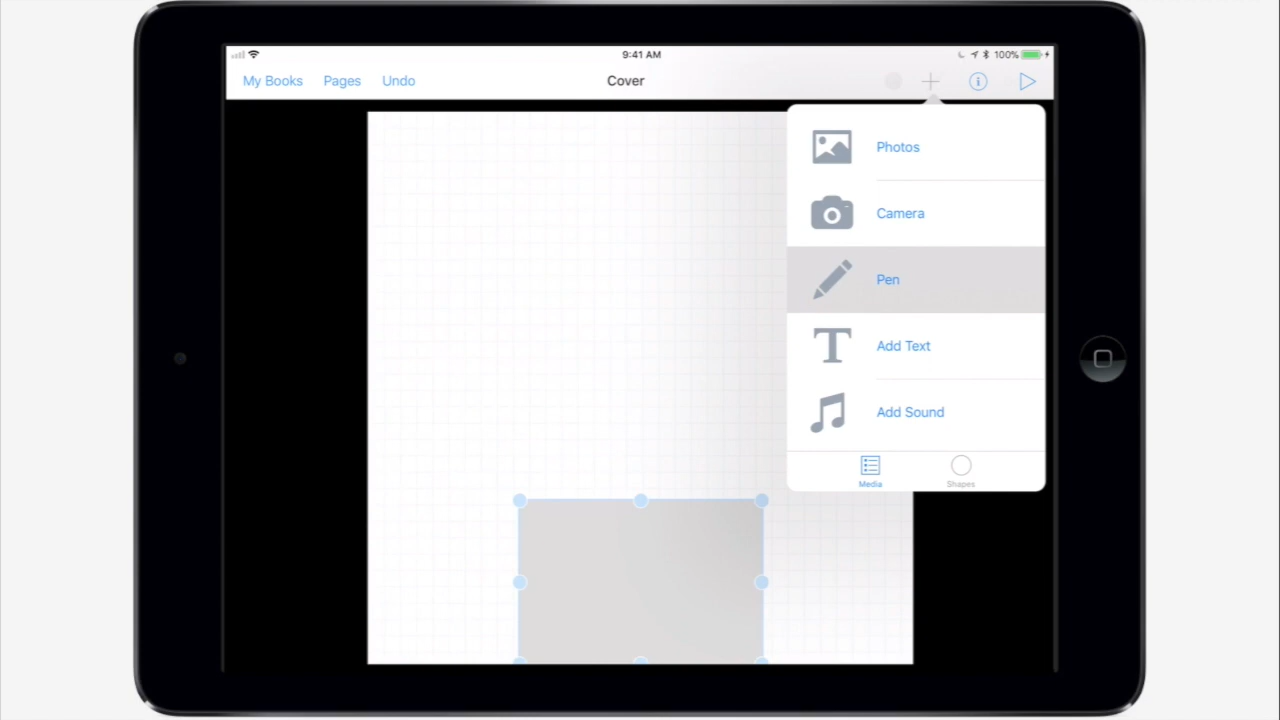 9:41 AM
100%
My Books Pages Undo
Cover
Photos
Camera
Pen
Add Text
Add Sound
Media
Shapes